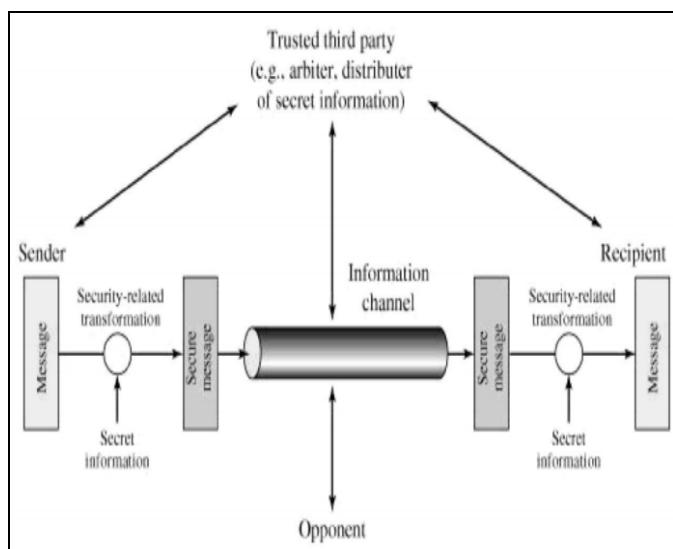 Trusted third party
(e.g., arbiter, distributer
of secret information)
Sender
Recipient
Information
channel
Security-related
transformation
Security-related
transformation
Message
Secure
message
Secure
message
Message
Secret
information
Secret
information
Opponent